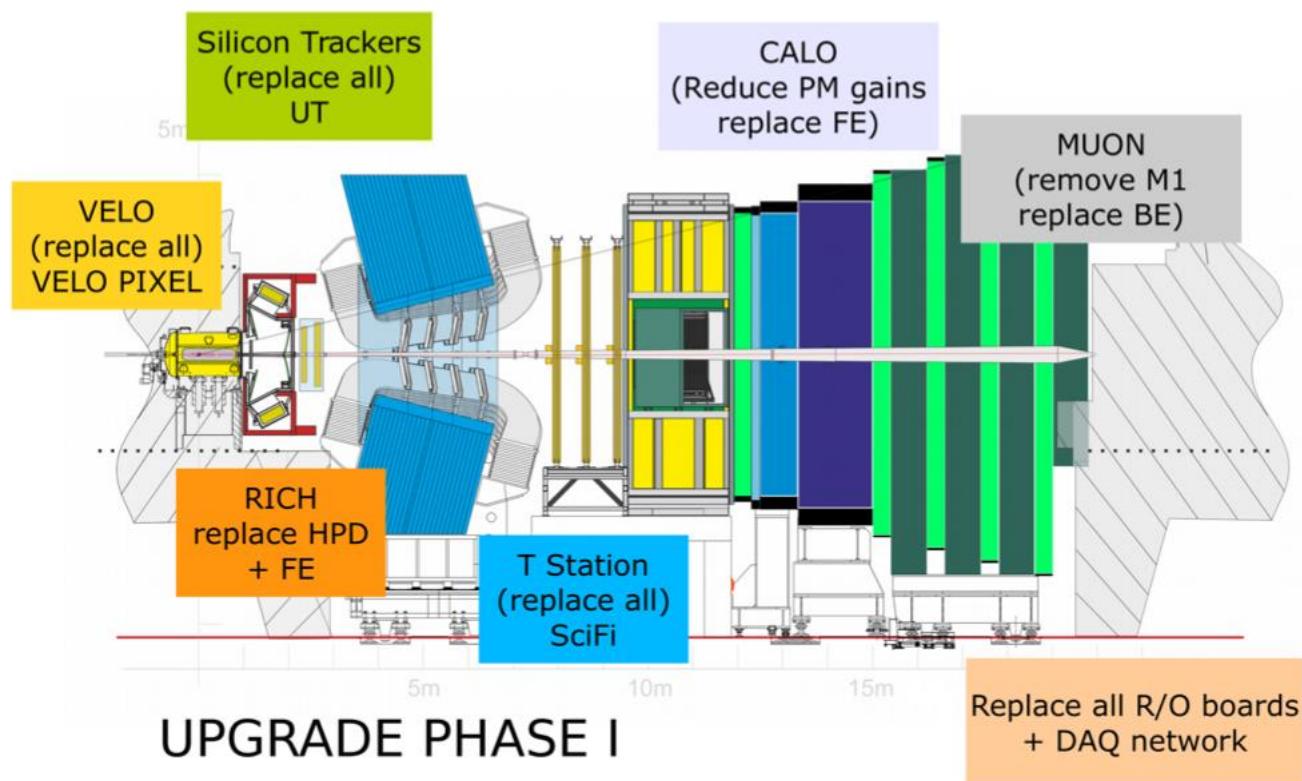 Silicon Trackers
(replace all)
UT
CALO
(Reduce PM gains
replace FE)
5m
MUON
(remove M1
replace BE)
VELO
(replace all)
VELO PIXEL
RICH
replace HPD
+ FE
T Station
(replace all)
SciFi
5m
10m
15m
Replace all R/O boards
+ DAQ network
UPGRADE PHASE I